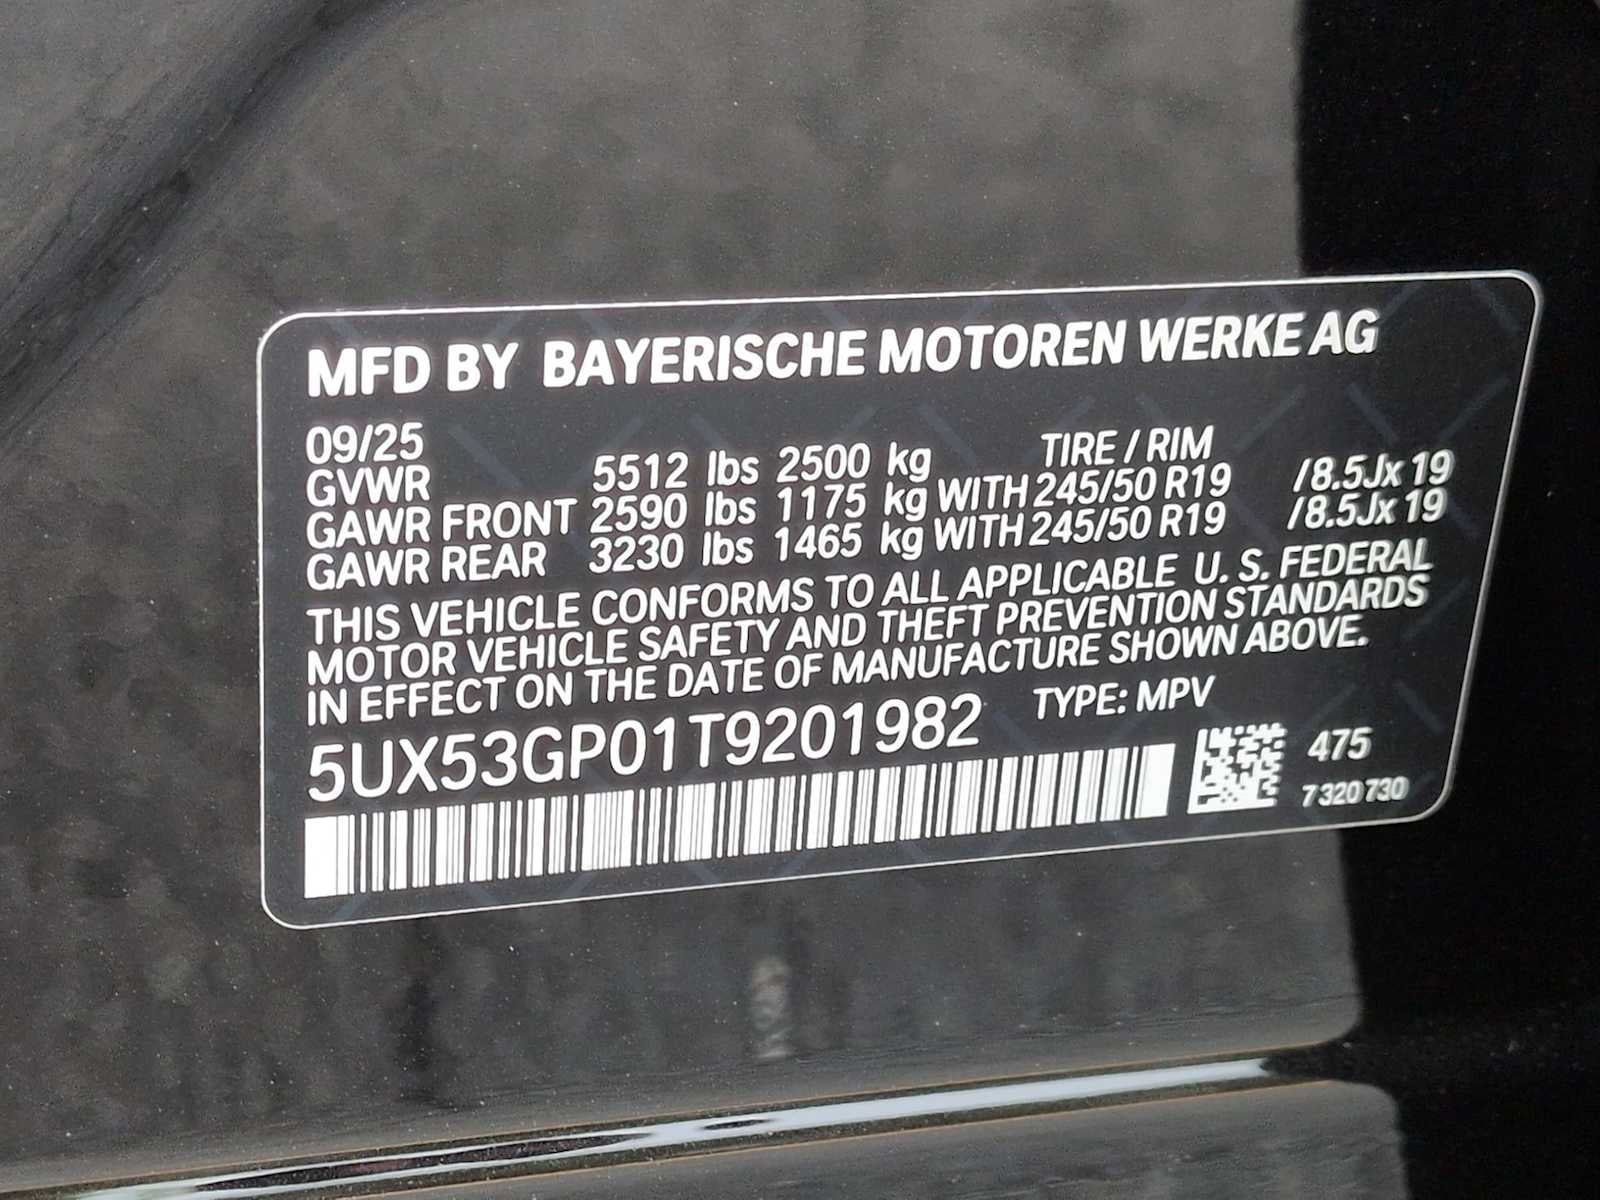 MFD BY BAYERISCHE MOTOREN WERKE AG
09/25 TIRE / RIM
GVWR 5512 lbs 2500 kg
GAWR FRONT 2590 lbs 1175 kg WITH 245/50 R19 /8.5Jx 19
GAWR REAR 3230 lbs 1465 kg WITH 245/50 R19 /8.5Jx 19
THIS VEHICLE CONFORMS TO ALL APPLICABLE U. S. FEDERAL
MOTOR VEHICLE SAFETY AND THEFT PREVENTION STANDARDS
IN EFFECT ON THE DATE OF MANUFACTURE SHOWN ABOVE.
5UX53GP01T9201982 TYPE: MPV
475
7 320 730